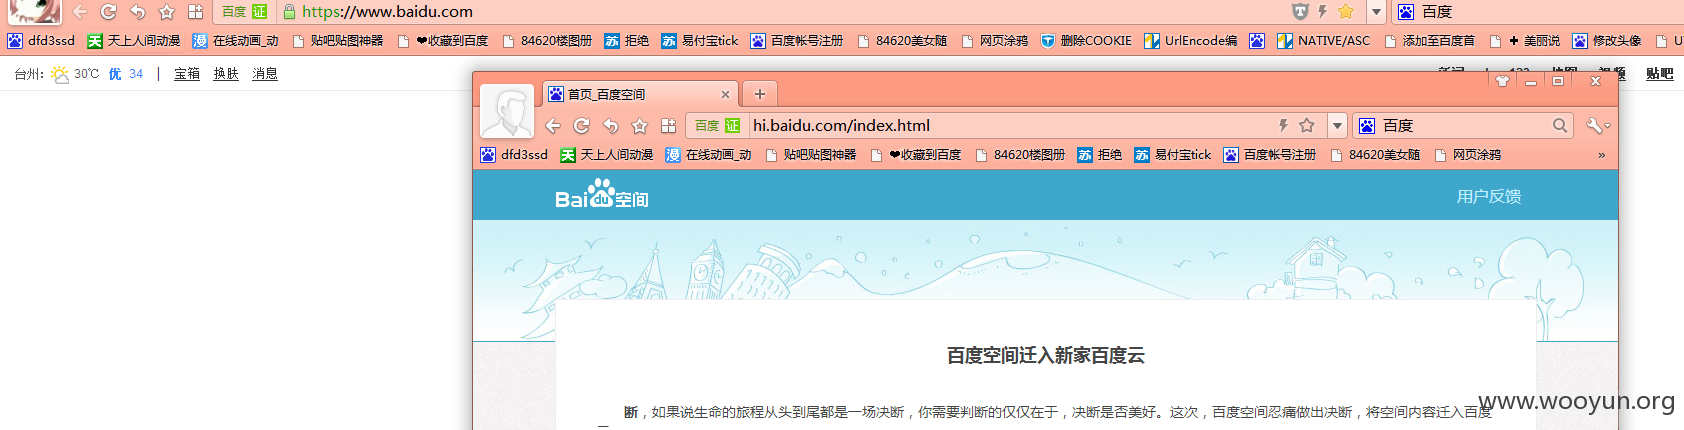 百度 证 https://www.baidu.com 百度
dfd3ssd 天 天上人间动漫 漫 在线动画_动 贴吧贴图神器 ❤收藏到百度 84620楼图册 苏 拒绝 苏 易付宝tick 百度帐号注册 84620美女随 网页涂鸦 删除COOKIE UrlEncode编 NATIVE/ASC 添加至百度首 + 美丽说 修改头像
台州： 30℃ 优 34 | 宝箱 换肤 消息 贴吧
首页_百度空间
百度 证 hi.baidu.com/index.html 百度
dfd3ssd 天 天上人间动漫 漫 在线动画_动 贴吧贴图神器 ❤收藏到百度 84620楼图册 苏 拒绝 苏 易付宝tick 百度帐号注册 84620美女随 网页涂鸦 »
Bai du 空间 用户反馈
百度空间迁入新家百度云
断，如果说生命的旅程从头到尾都是一场决断，你需要判断的仅仅在于，决断是否美好。这次，百度空间忍痛做出决断，将空间内容迁入百度
www.wooyun.org